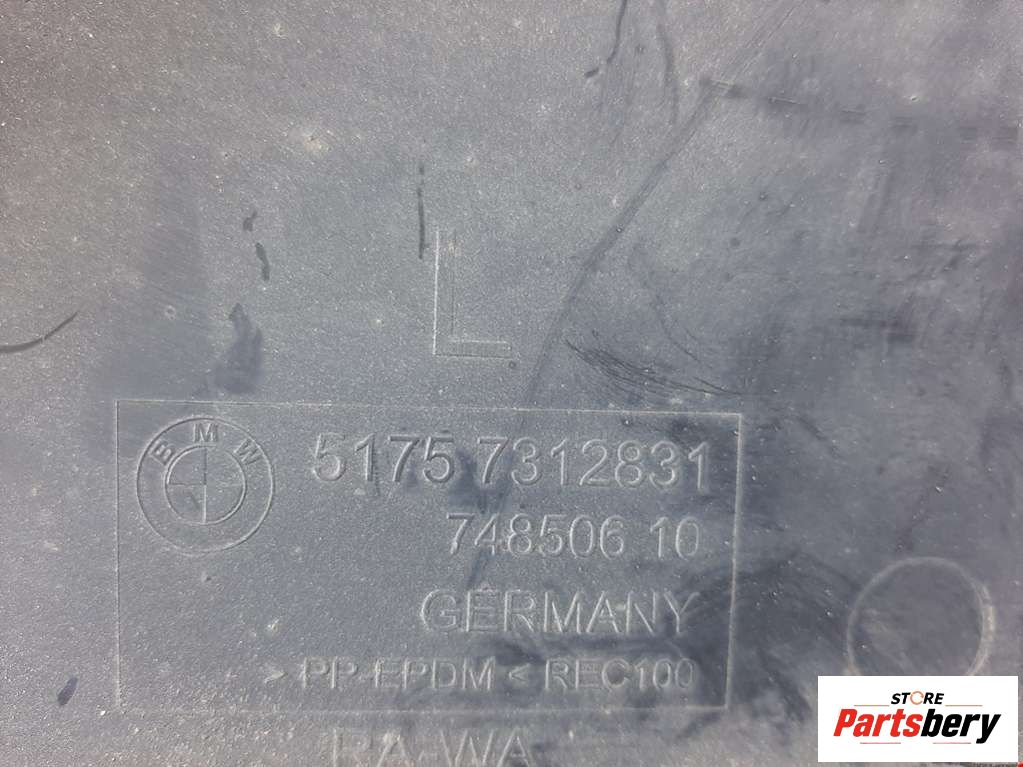 L
BMW
5175 7312831
748506 10
GERMANY
> PP-EPDM < REC100
STORE
Partsbery